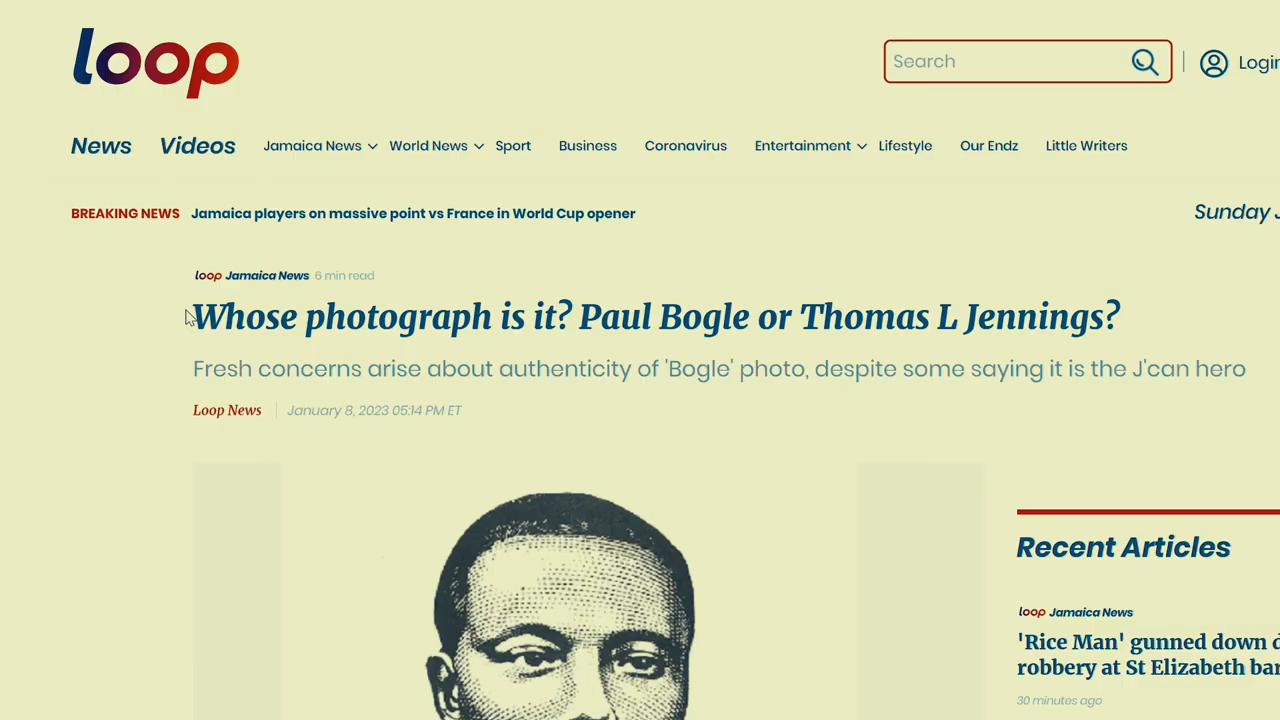 loop
Search
Login
News Videos Jamaica News World News Sport Business Coronavirus Entertainment Lifestyle Our Endz Little Writers
BREAKING NEWS Jamaica players on massive point vs France in World Cup opener
Sunday J
loop Jamaica News 6 min read
Whose photograph is it? Paul Bogle or Thomas L Jennings?
Fresh concerns arise about authenticity of 'Bogle' photo, despite some saying it is the J'can hero
Loop News January 8, 2023 05:14 PM ET
Recent Articles
loop Jamaica News
'Rice Man' gunned down d
robbery at St Elizabeth bar
30 minutes ago